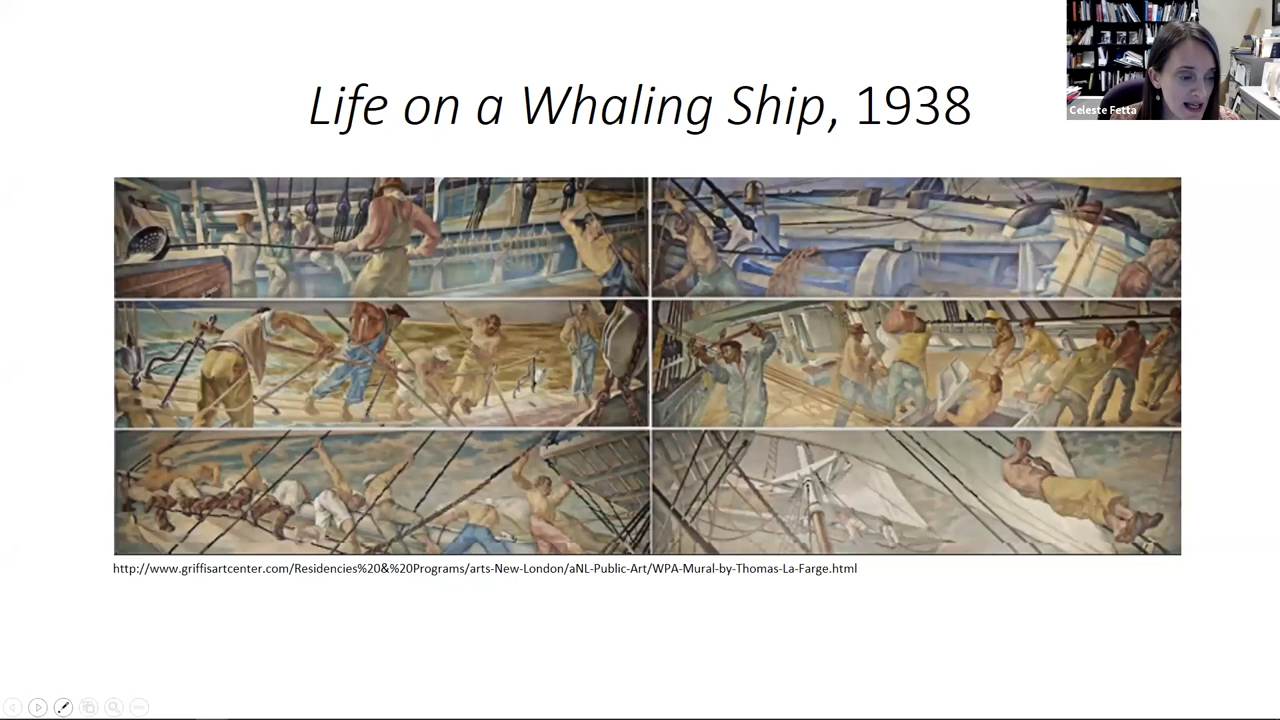 Life on a Whaling Ship, 1938
Celeste Fetta
http://www.griffisartcenter.com/Residencies%20&%20Programs/arts-New-London/aNL-Public-Art/WPA-Mural-by-Thomas-La-Farge.html